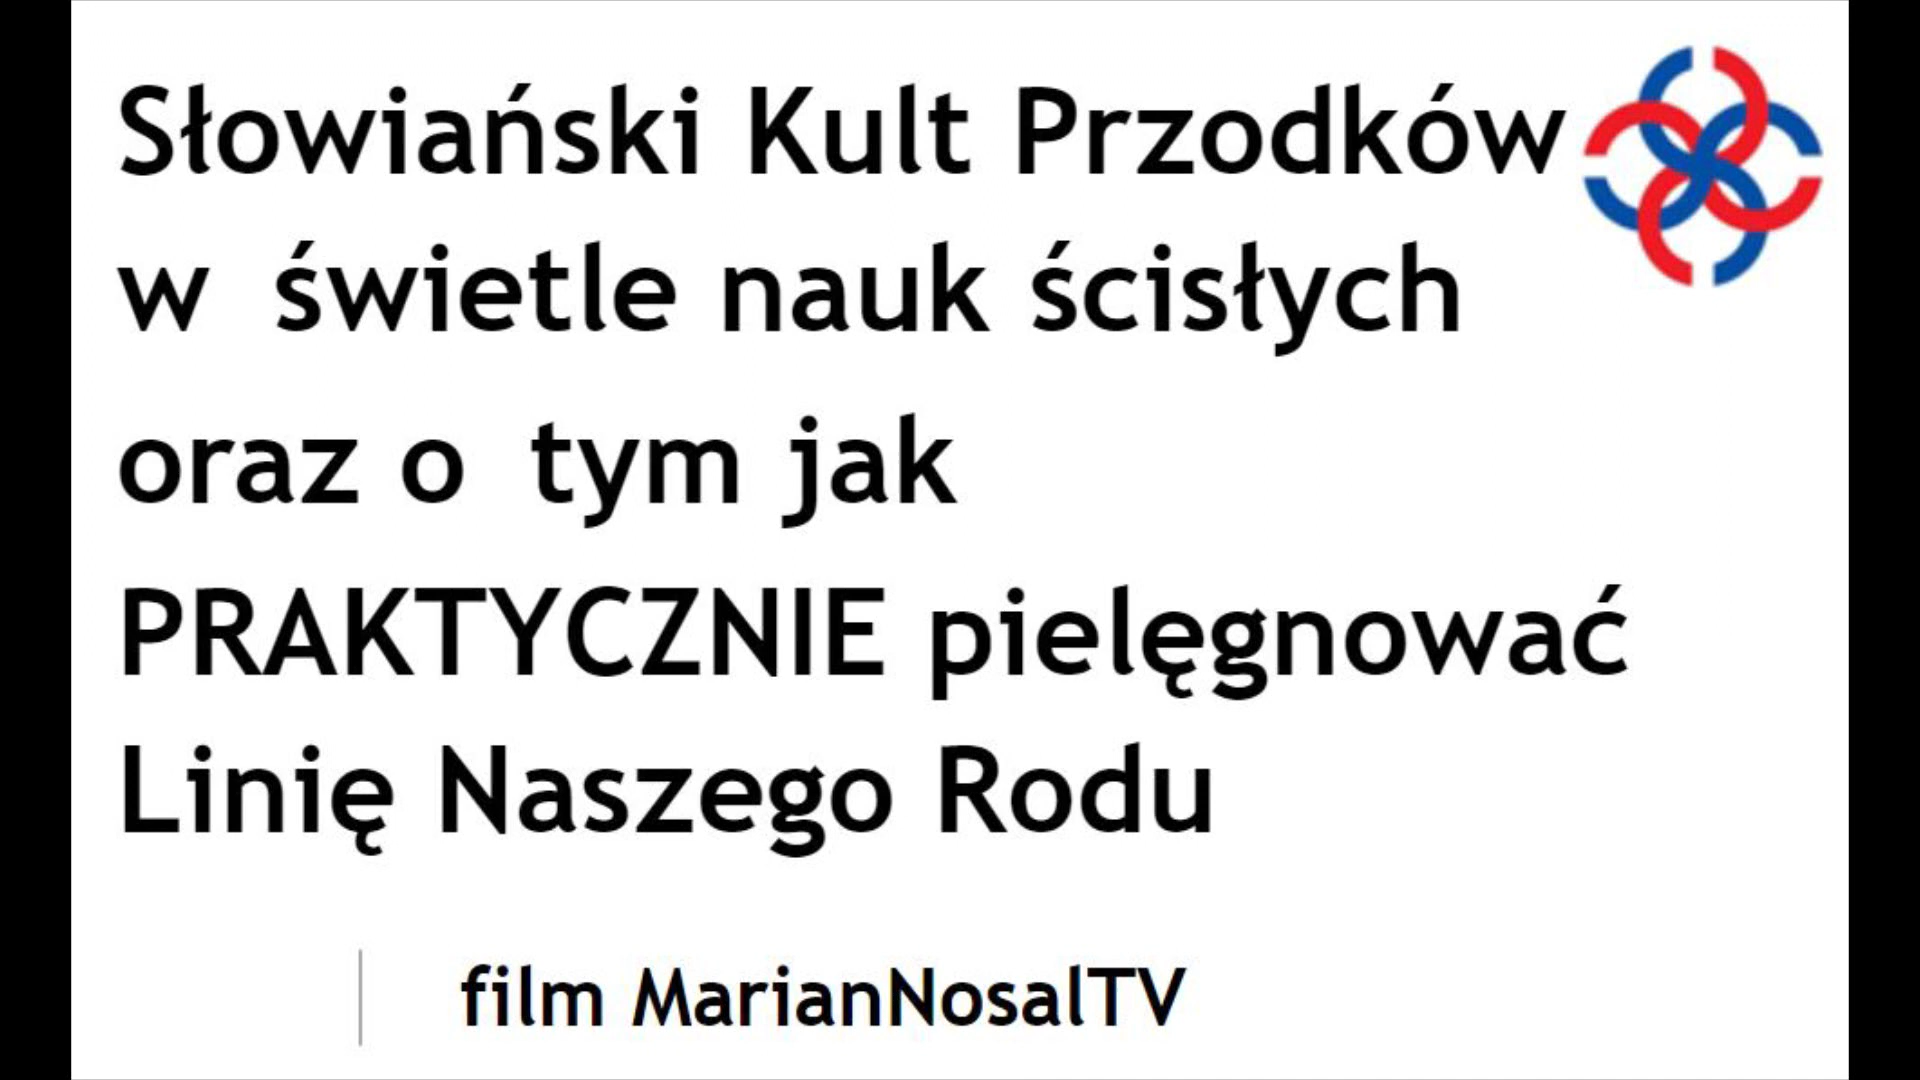 Słowiański Kult Przodków
w świetle nauk ścisłych
oraz o tym jak
PRAKTYCZNIE pielęgnować
Linię Naszego Rodu
film MarianNosalTV